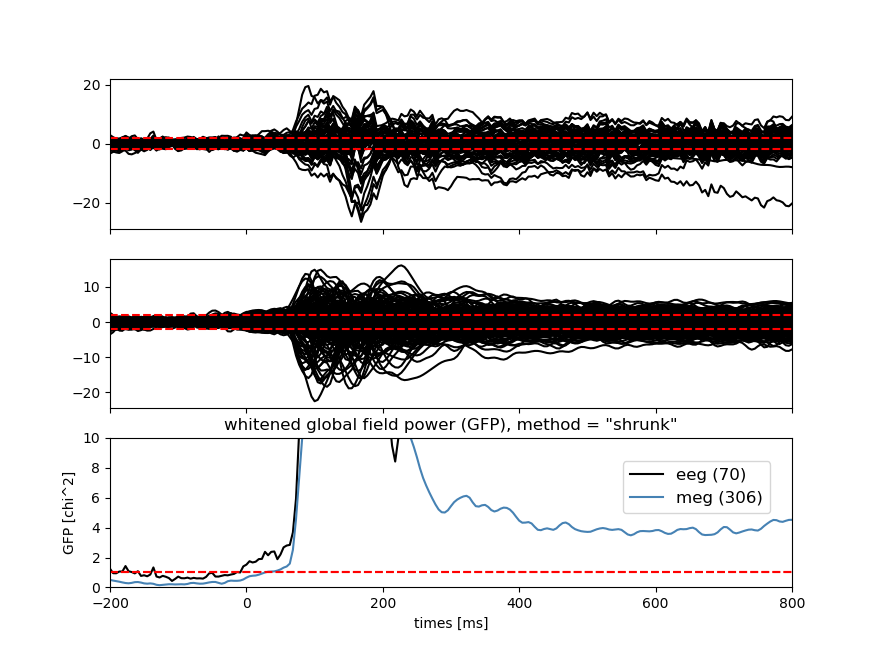 20
0
−20
10
0
−10
−20
whitened global field power (GFP), method = "shrunk"
10
8
6
4
2
0
GFP [chi^2]
eeg (70)
meg (306)
−200 0 200 400 600 800
times [ms]